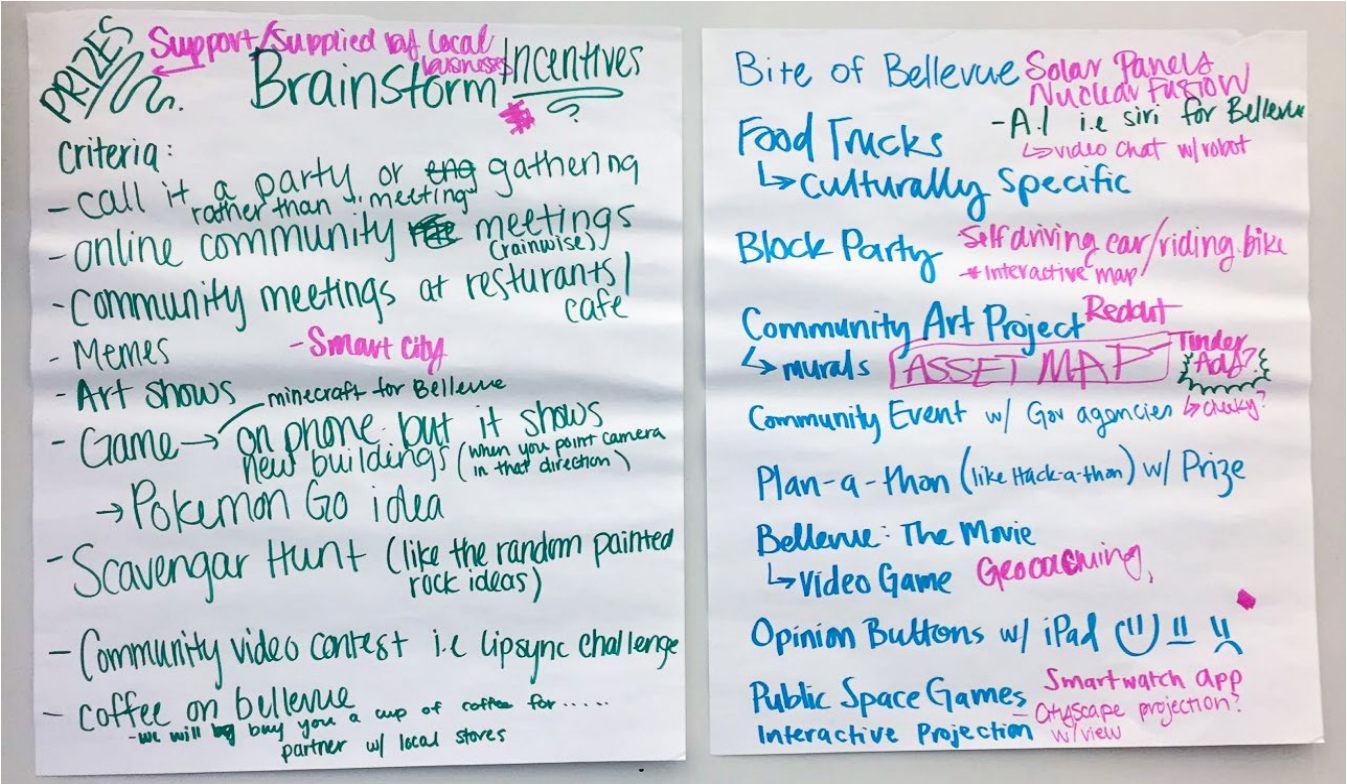 PRIZES
Support/Supplied by Local
businesses
Brainstorm
Incentives
?
Criteria:
- call it a party or gathering
rather than meeting
- online community meetings
(rainwise)
- Community meetings at resturants/
cafe
- Memes
- Smart City
- Art shows
minecraft for Bellevue
- Game → on phone but it shows
new buildings (when you point camera
in that direction)
→ Pokemon Go idea
- Scavengar Hunt (like the random painted
rock ideas)
- Community video contest i.e Lipsync challenge
- coffee on bellevue
- we will buy you a cup of coffee for .....
partner w/ local stores
Bite of Bellevue
Solar Panels
Nuclear Fusion
- A.I i.e siri for Bellevue
↳ video chat w/robot
Food Trucks
↳ Culturally Specific
Block Party
Self driving car/riding bike
* Interactive map
Community Art Project
↳ murals
ASSET MAP
Tinder
Ads?
↳ cheeky?
Community Event w/ Gov agencies
Plan-a-thon (like Hack-a-thon) w/ Prize
Bellevue: The Movie
↳ Video Game
Geocaching
Opinion Buttons w/ iPad
Public Space Games
Smartwatch app
- Cityscape projection?
w/view
Interactive Projection